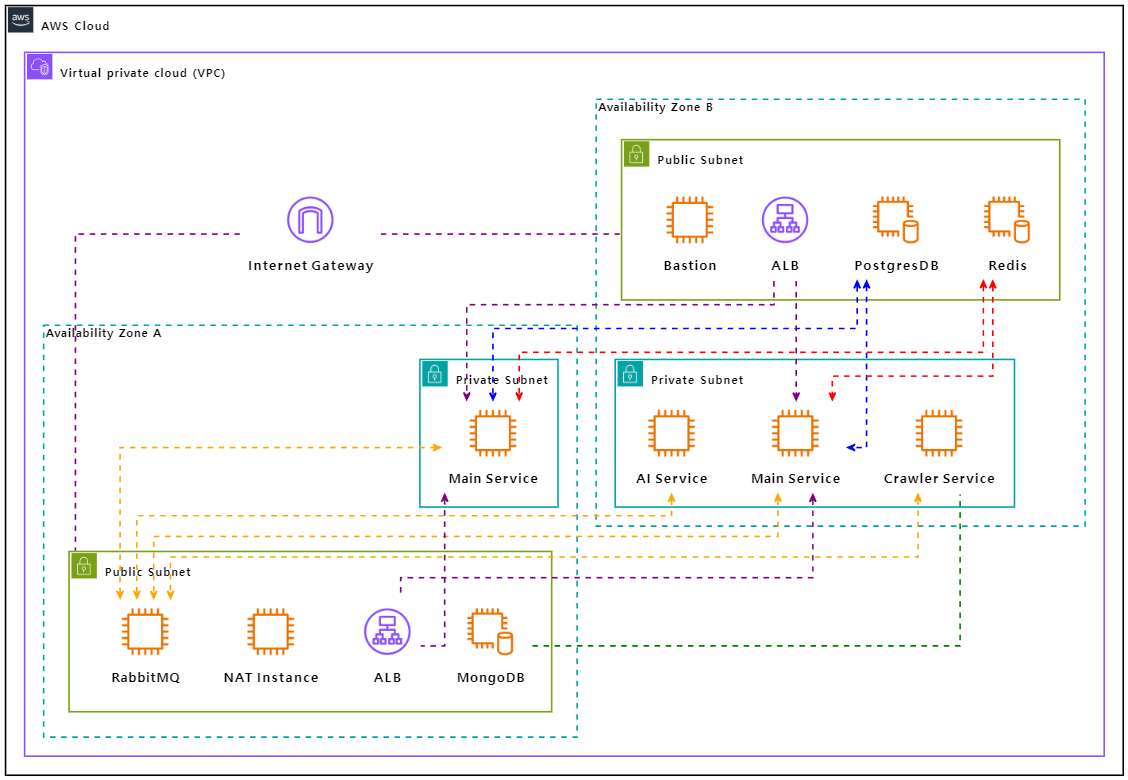 aws
AWS Cloud
Virtual private cloud (VPC)
Availability Zone B
Public Subnet
Bastion
ALB
PostgresDB
Redis
Internet Gateway
Availability Zone A
Private Subnet
Main Service
Private Subnet
AI Service
Main Service
Crawler Service
Public Subnet
RabbitMQ
NAT Instance
ALB
MongoDB